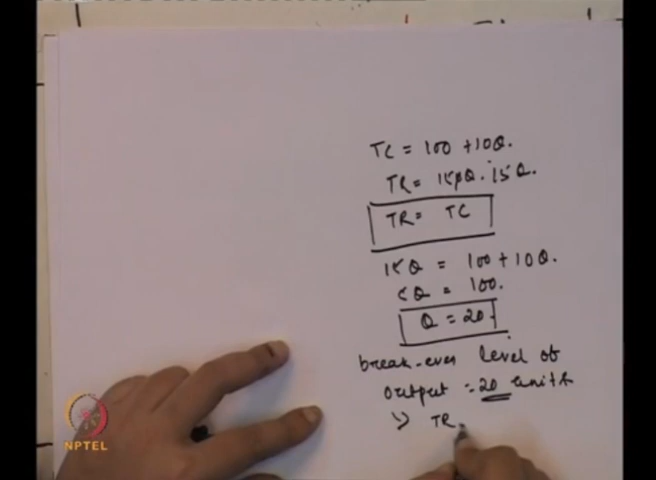 TC = 100 + 10Q.
TR = 15Q. 15Q.
TR = TC
15Q = 100 + 10Q.
5Q = 100.
Q = 20.
break-even level of
output = 20 units
TR
NPTEL